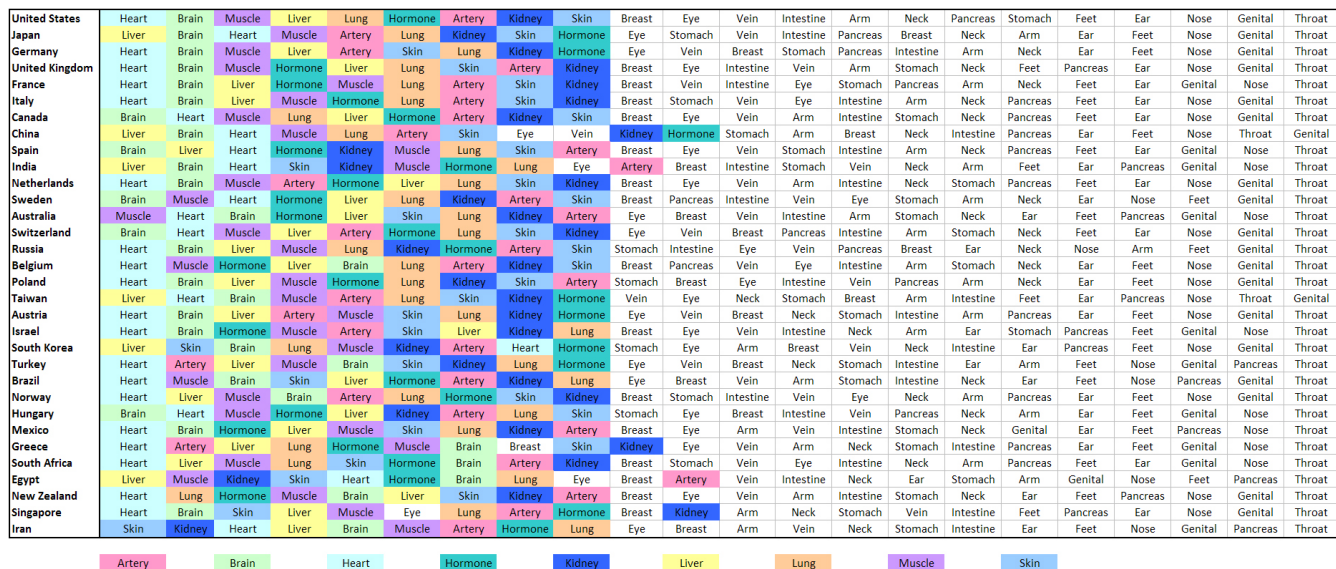 United States Heart Brain Muscle Liver Lung Hormone Artery Kidney Skin Breast Eye Vein Intestine Arm Neck Pancreas Stomach Feet Ear Nose Genital Throat
Japan Liver Brain Heart Muscle Artery Lung Kidney Skin Hormone Eye Stomach Vein Intestine Pancreas Breast Neck Arm Ear Feet Nose Genital Throat
Germany Heart Brain Muscle Liver Artery Skin Lung Kidney Hormone Eye Vein Breast Stomach Pancreas Intestine Arm Neck Feet Ear Nose Genital Throat
United Kingdom Heart Brain Muscle Hormone Liver Lung Skin Artery Kidney Breast Eye Intestine Vein Arm Stomach Neck Feet Pancreas Ear Nose Genital Throat
France Heart Brain Liver Hormone Muscle Lung Artery Skin Kidney Breast Vein Intestine Eye Stomach Pancreas Arm Neck Feet Ear Genital Nose Throat
Italy Heart Brain Liver Muscle Hormone Lung Artery Skin Kidney Breast Stomach Vein Eye Intestine Arm Neck Pancreas Feet Ear Nose Genital Throat
Canada Brain Heart Muscle Lung Liver Hormone Artery Kidney Skin Breast Eye Vein Arm Intestine Stomach Neck Pancreas Feet Ear Nose Genital Throat
China Liver Brain Heart Muscle Lung Artery Skin Eye Vein Kidney Hormone Stomach Arm Breast Neck Intestine Pancreas Ear Feet Nose Throat Genital
Spain Brain Liver Heart Hormone Kidney Muscle Lung Skin Artery Breast Eye Vein Stomach Intestine Arm Neck Pancreas Feet Ear Genital Nose Throat
India Liver Brain Heart Skin Kidney Muscle Hormone Lung Eye Artery Breast Intestine Stomach Vein Neck Arm Feet Ear Pancreas Genital Nose Throat
Netherlands Heart Brain Muscle Artery Hormone Liver Lung Skin Kidney Breast Eye Vein Arm Intestine Neck Stomach Pancreas Feet Ear Nose Genital Throat
Sweden Brain Muscle Heart Hormone Liver Lung Kidney Artery Skin Breast Pancreas Intestine Vein Eye Stomach Arm Neck Ear Nose Feet Genital Throat
Australia Muscle Heart Brain Hormone Liver Skin Lung Kidney Artery Eye Breast Vein Intestine Arm Stomach Neck Ear Feet Pancreas Genital Nose Throat
Switzerland Brain Heart Muscle Liver Artery Hormone Lung Kidney Skin Eye Vein Breast Pancreas Intestine Arm Stomach Neck Feet Ear Nose Genital Throat
Russia Heart Brain Liver Muscle Lung Kidney Hormone Artery Skin Stomach Intestine Eye Vein Pancreas Breast Ear Neck Nose Arm Feet Genital Throat
Belgium Heart Muscle Hormone Liver Brain Lung Artery Kidney Skin Breast Pancreas Vein Eye Intestine Arm Stomach Neck Ear Feet Nose Genital Throat
Poland Heart Brain Liver Muscle Hormone Lung Kidney Skin Artery Stomach Breast Eye Intestine Vein Pancreas Arm Neck Ear Feet Nose Genital Throat
Taiwan Liver Heart Brain Muscle Artery Lung Skin Kidney Hormone Vein Eye Neck Stomach Breast Arm Intestine Feet Ear Pancreas Nose Throat Genital
Austria Heart Brain Liver Artery Muscle Skin Lung Kidney Hormone Eye Vein Breast Neck Stomach Intestine Arm Pancreas Feet Ear Nose Genital Throat
Israel Heart Brain Hormone Muscle Artery Skin Liver Kidney Lung Breast Eye Vein Intestine Neck Arm Ear Stomach Pancreas Feet Genital Nose Throat
South Korea Liver Skin Brain Lung Muscle Kidney Artery Heart Hormone Stomach Eye Arm Breast Vein Neck Intestine Ear Pancreas Feet Nose Genital Throat
Turkey Heart Artery Liver Muscle Brain Skin Kidney Lung Hormone Eye Vein Breast Neck Stomach Intestine Ear Arm Feet Nose Genital Pancreas Throat
Brazil Heart Muscle Brain Skin Liver Hormone Artery Kidney Lung Eye Breast Vein Arm Stomach Intestine Neck Ear Feet Nose Pancreas Genital Throat
Norway Heart Liver Muscle Brain Artery Lung Hormone Skin Kidney Breast Stomach Intestine Vein Eye Neck Arm Pancreas Ear Feet Nose Genital Throat
Hungary Brain Heart Muscle Hormone Liver Kidney Artery Lung Skin Stomach Eye Breast Intestine Vein Pancreas Neck Arm Ear Feet Genital Nose Throat
Mexico Heart Brain Hormone Liver Muscle Skin Lung Kidney Artery Breast Eye Vein Arm Intestine Stomach Neck Genital Ear Feet Pancreas Nose Throat
Greece Heart Artery Liver Lung Hormone Muscle Brain Breast Skin Kidney Eye Vein Arm Neck Stomach Intestine Pancreas Ear Feet Genital Nose Throat
South Africa Heart Liver Muscle Lung Skin Hormone Brain Artery Kidney Breast Stomach Vein Eye Intestine Neck Arm Pancreas Feet Ear Genital Nose Throat
Egypt Liver Muscle Kidney Skin Heart Hormone Brain Lung Eye Breast Artery Vein Intestine Neck Ear Stomach Arm Genital Nose Feet Pancreas Throat
New Zealand Heart Lung Hormone Muscle Brain Liver Skin Kidney Artery Breast Eye Vein Arm Intestine Stomach Neck Ear Feet Pancreas Nose Genital Throat
Singapore Heart Brain Skin Liver Muscle Eye Lung Artery Hormone Breast Kidney Arm Neck Stomach Vein Intestine Feet Pancreas Ear Nose Genital Throat
Iran Skin Kidney Heart Liver Brain Muscle Artery Hormone Lung Eye Breast Arm Vein Neck Stomach Intestine Ear Feet Nose Genital Pancreas Throat
Artery Brain Heart Hormone Kidney Liver Lung Muscle Skin